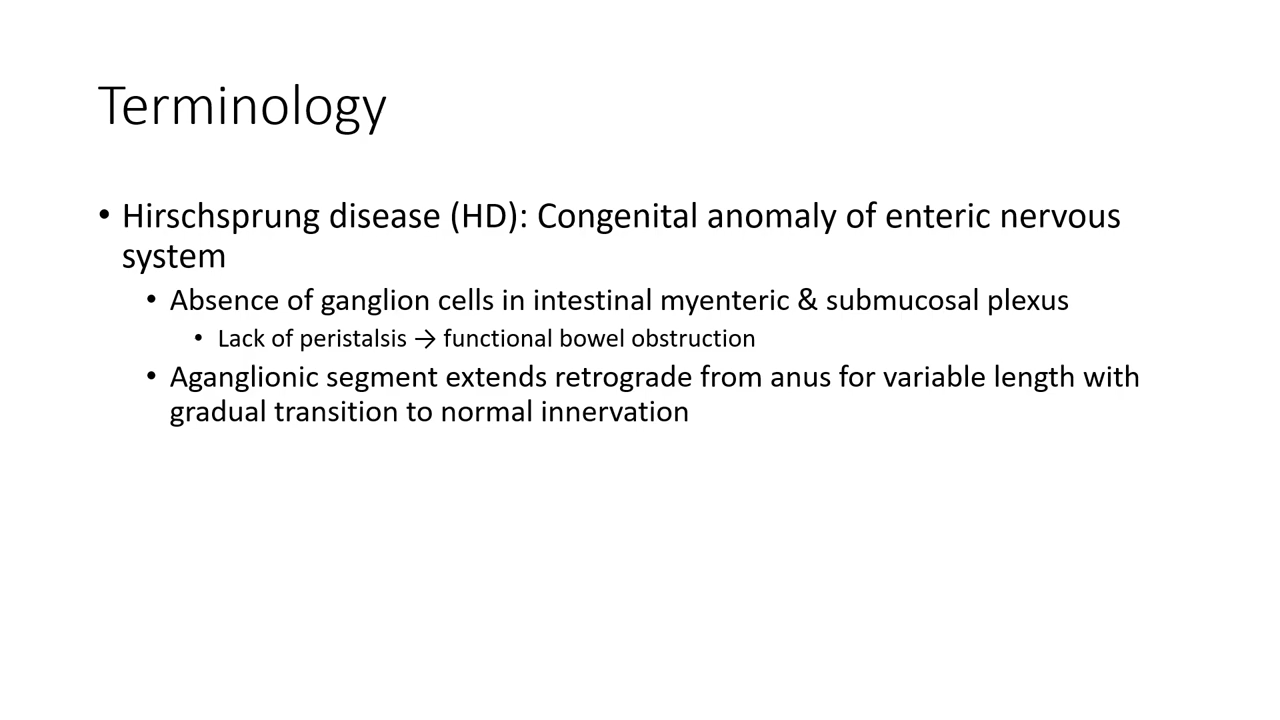 Terminology
• Hirschsprung disease (HD): Congenital anomaly of enteric nervous
system
• Absence of ganglion cells in intestinal myenteric & submucosal plexus
• Lack of peristalsis → functional bowel obstruction
• Aganglionic segment extends retrograde from anus for variable length with
gradual transition to normal innervation